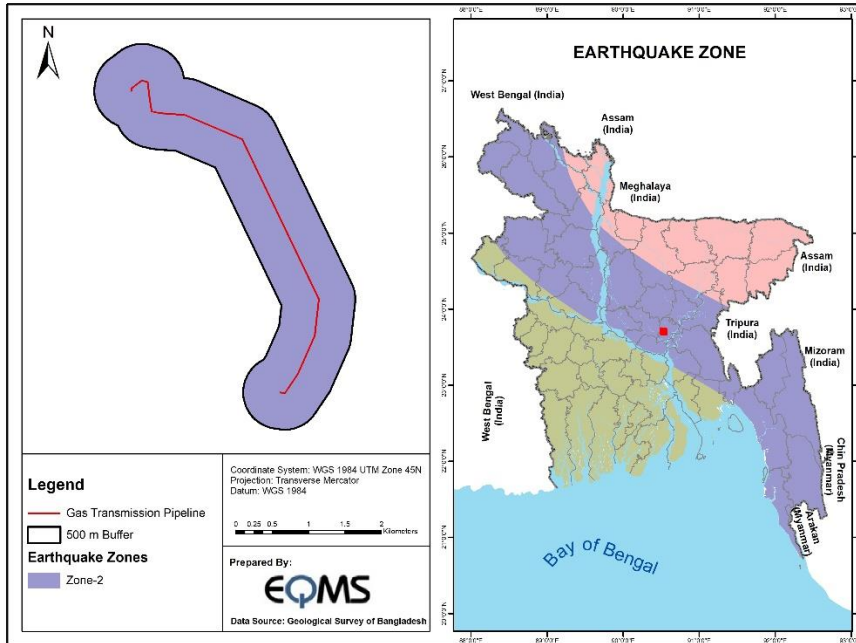 N
Legend
Gas Transmission Pipeline
500 m Buffer
Earthquake Zones
Zone-2
Coordinate System: WGS 1984 UTM Zone 45N
Projection: Transverse Mercator
Datum: WGS 1984
0 0.25 0.5 1 1.5 2
Kilometers
Prepared By:
EQMS
Data Source: Geological Survey of Bangladesh
EARTHQUAKE ZONE
West Bengal (India)
Assam
(India)
Meghalaya
(India)
Assam
(India)
Tripura
(India)
Mizoram
(India)
West Bengal
(India)
Chin Pradesh
(Myanmar)
Arakan
(Myanmar)
Bay of Bengal